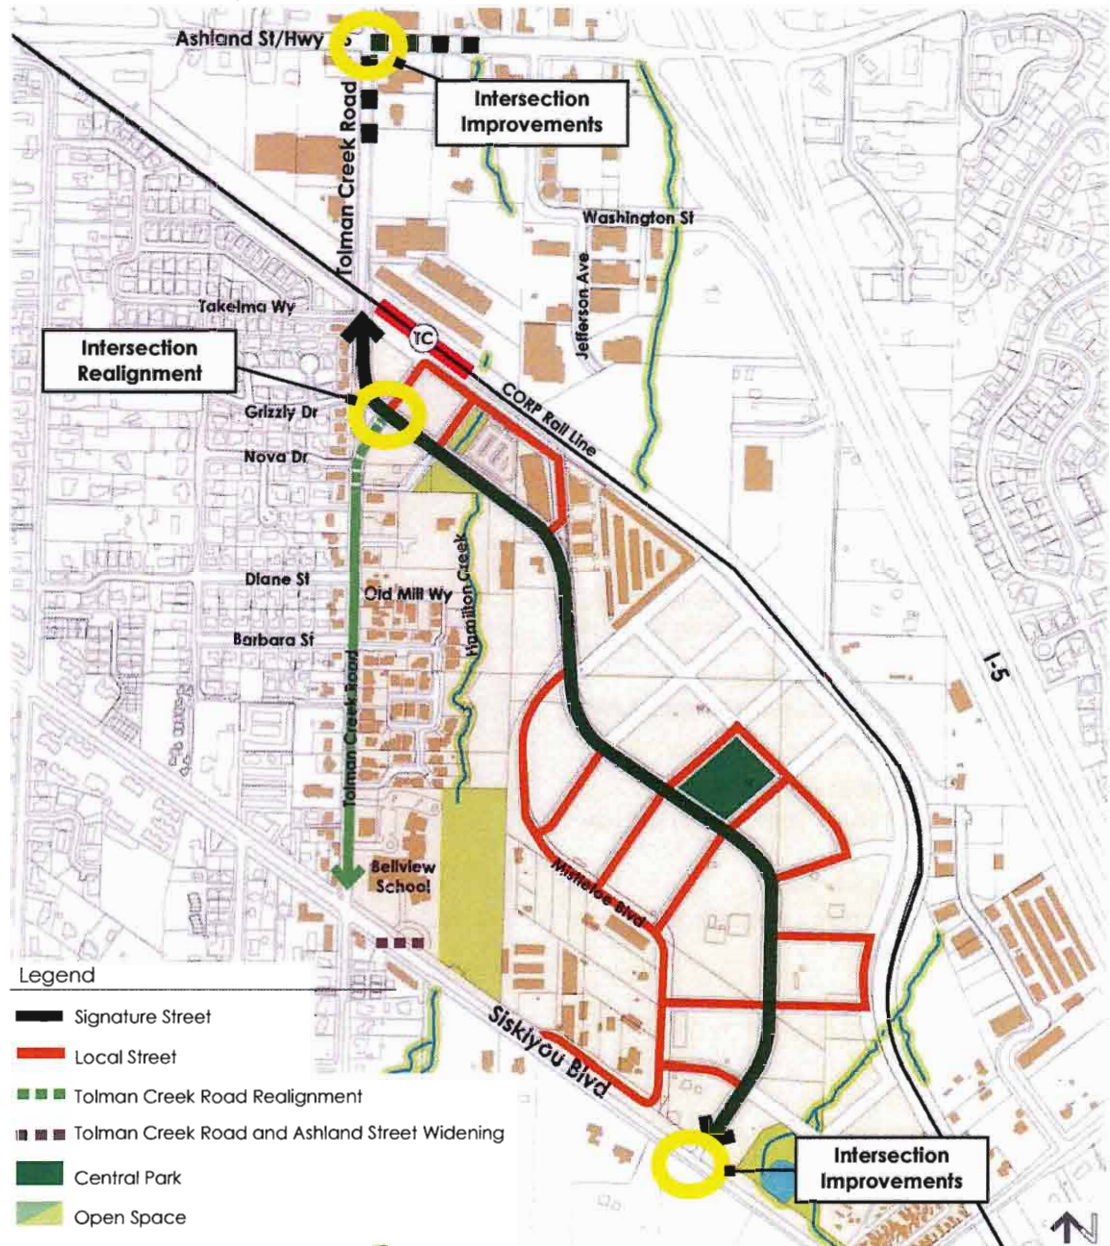 Ashland St/Hwy
Intersection
Improvements
Tolman Creek Road
Washington St
Jefferson Ave
Takelma Wy
TC
Intersection
Realignment
CORP Rail Line
Grizzly Dr
Nova Dr
Hamilton Creek
Diane St
Old Mill Wy
Barbara St
I-5
Tolman Creek Road
Bellview
School
Mistletoe Blvd
Siskiyou Blvd
Legend
Signature Street
Local Street
Tolman Creek Road Realignment
Tolman Creek Road and Ashland Street Widening
Central Park
Open Space
Intersection
Improvements
N